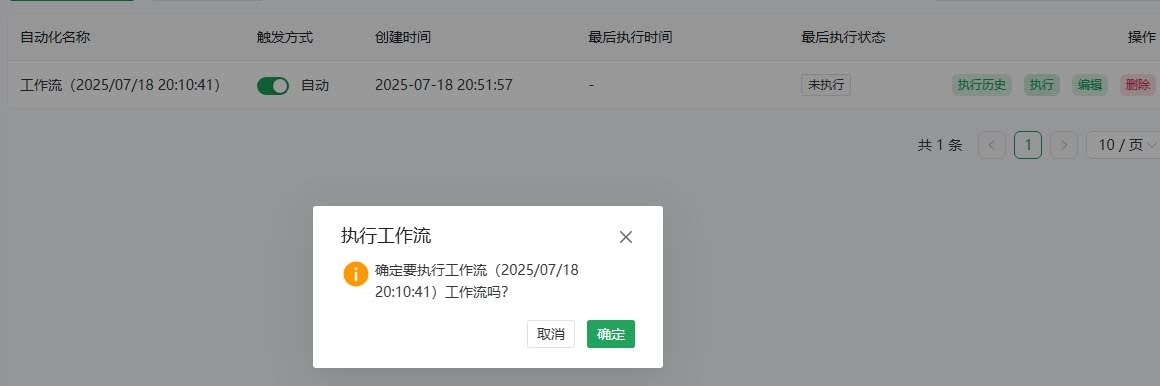 自动化名称 触发方式 创建时间 最后执行时间 最后执行状态 操作
工作流（2025/07/18 20:10:41） 自动 2025-07-18 20:51:57 - 未执行 执行历史 执行 编辑 删除
共 1 条 1 10 / 页
执行工作流
确定要执行工作流（2025/07/18
20:10:41）工作流吗？
取消 确定